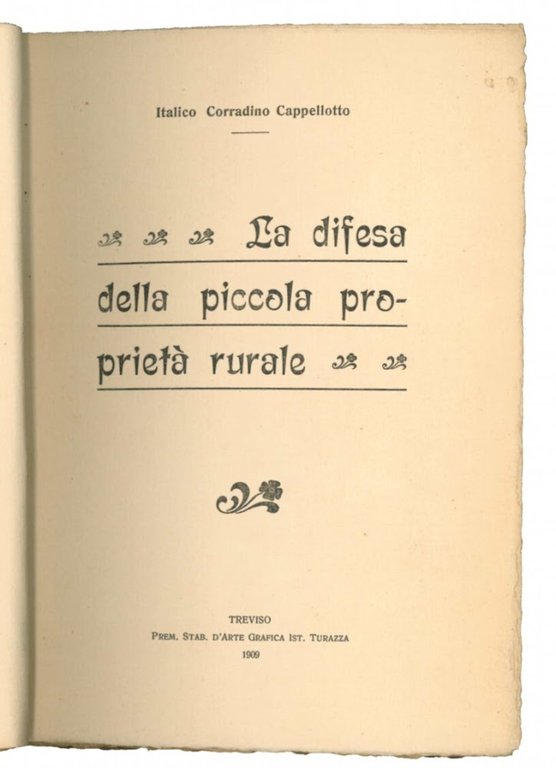 Italico Corradino Cappellotto
La difesa
della piccola pro-
prietà rurale
TREVISO
PREM. STAB. D'ARTE GRAFICA IST. TURAZZA
1909